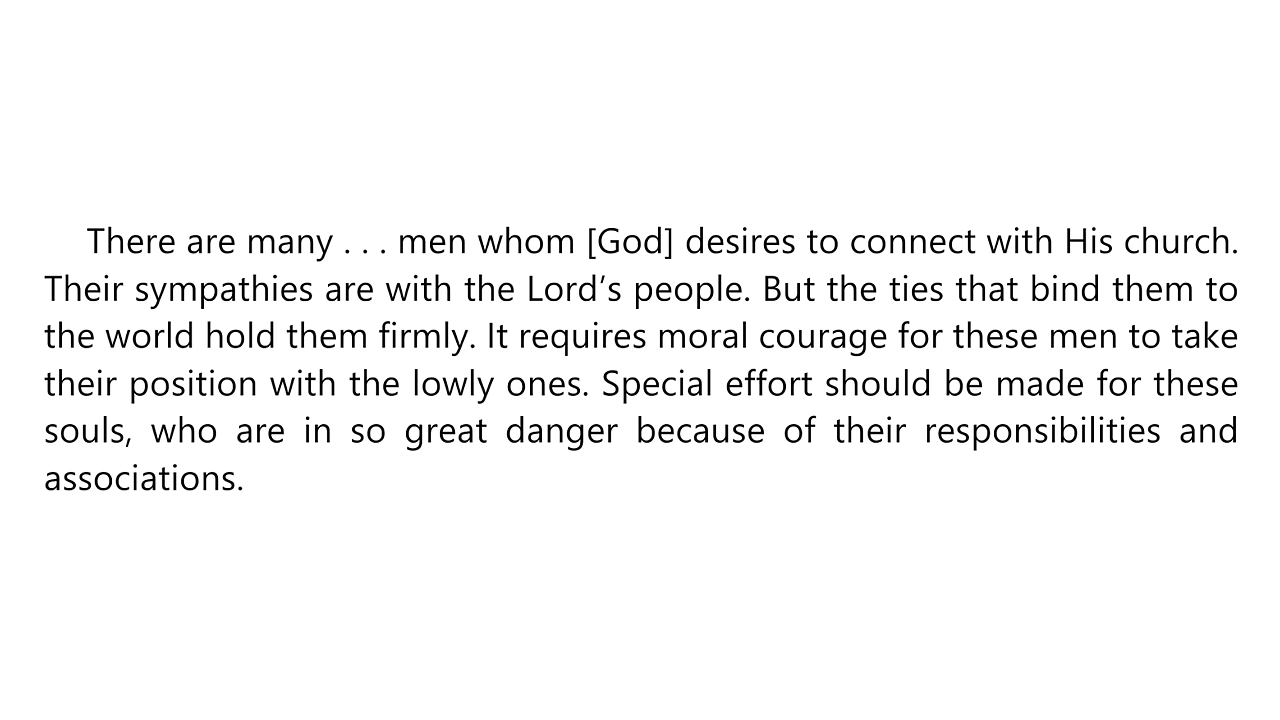 There are many . . . men whom [God] desires to connect with His church.
Their sympathies are with the Lord’s people. But the ties that bind them to
the world hold them firmly. It requires moral courage for these men to take
their position with the lowly ones. Special effort should be made for these
souls, who are in so great danger because of their responsibilities and
associations.